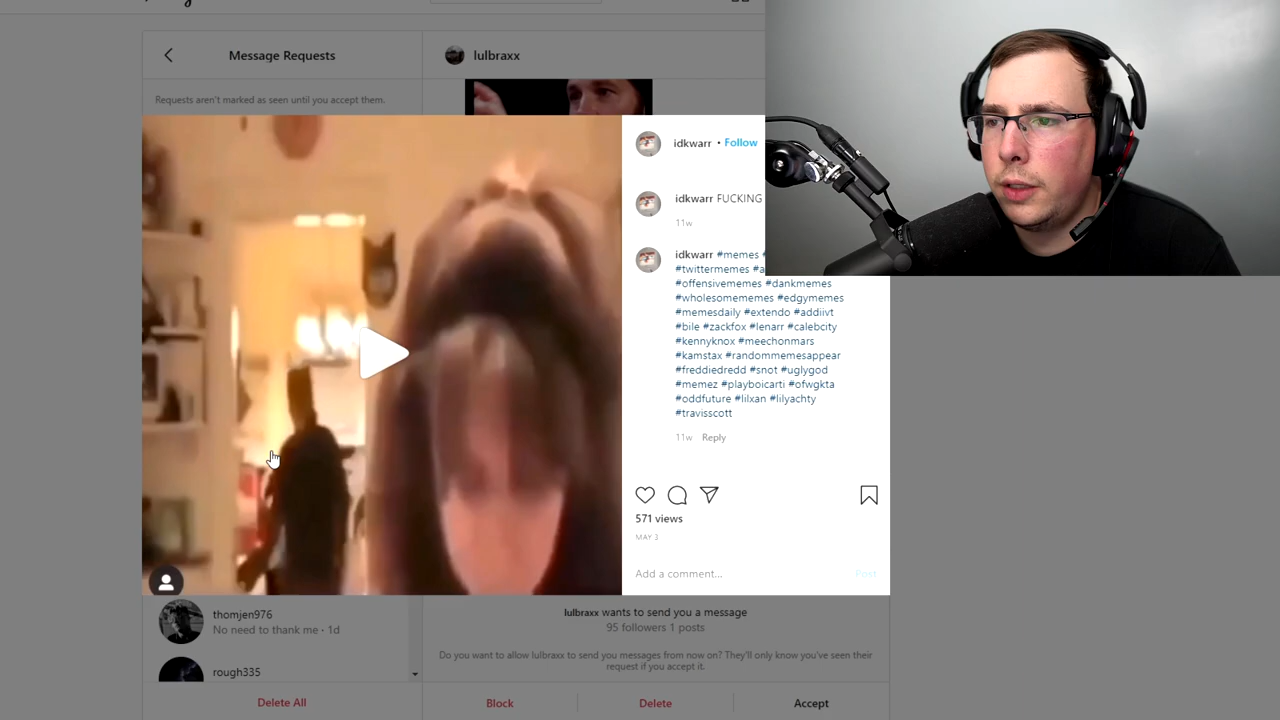 Message Requests
lulbraxx
Requests aren't marked as seen until you accept them.
idkwarr • Follow
idkwarr FUCKING
11w
idkwarr #memes
#twittermemes
#offensivememes #dankmemes
#wholesomememes #edgymemes
#memesdaily #extendo #addiivt
#bile #zackfox #lenarr #calebcity
#kennyknox #meechonmars
#kamstax #randommemesappear
#freddiedredd #snot #uglygod
#memez #playboicarti #ofwgkta
#oddfuture #lilxan #lilyachty
#travisscott
11w Reply
571 views
MAY 3
Add a comment...
Post
thomjen976
No need to thank me • 1d
rough335
Delete All
lulbraxx wants to send you a message
95 followers 1 posts
Do you want to allow lulbraxx to send you messages from now on? They'll only know you've seen their
request if you accept it.
Block
Delete
Accept